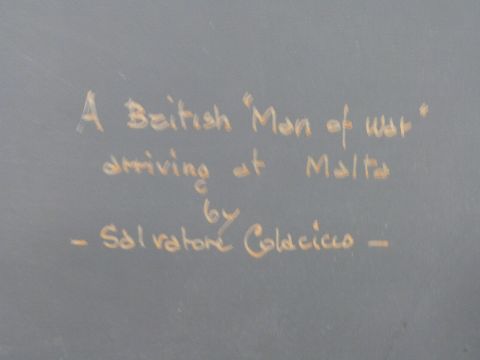 A British "Man of War"
arriving at Malta
by
- Salvatore Colacicco -